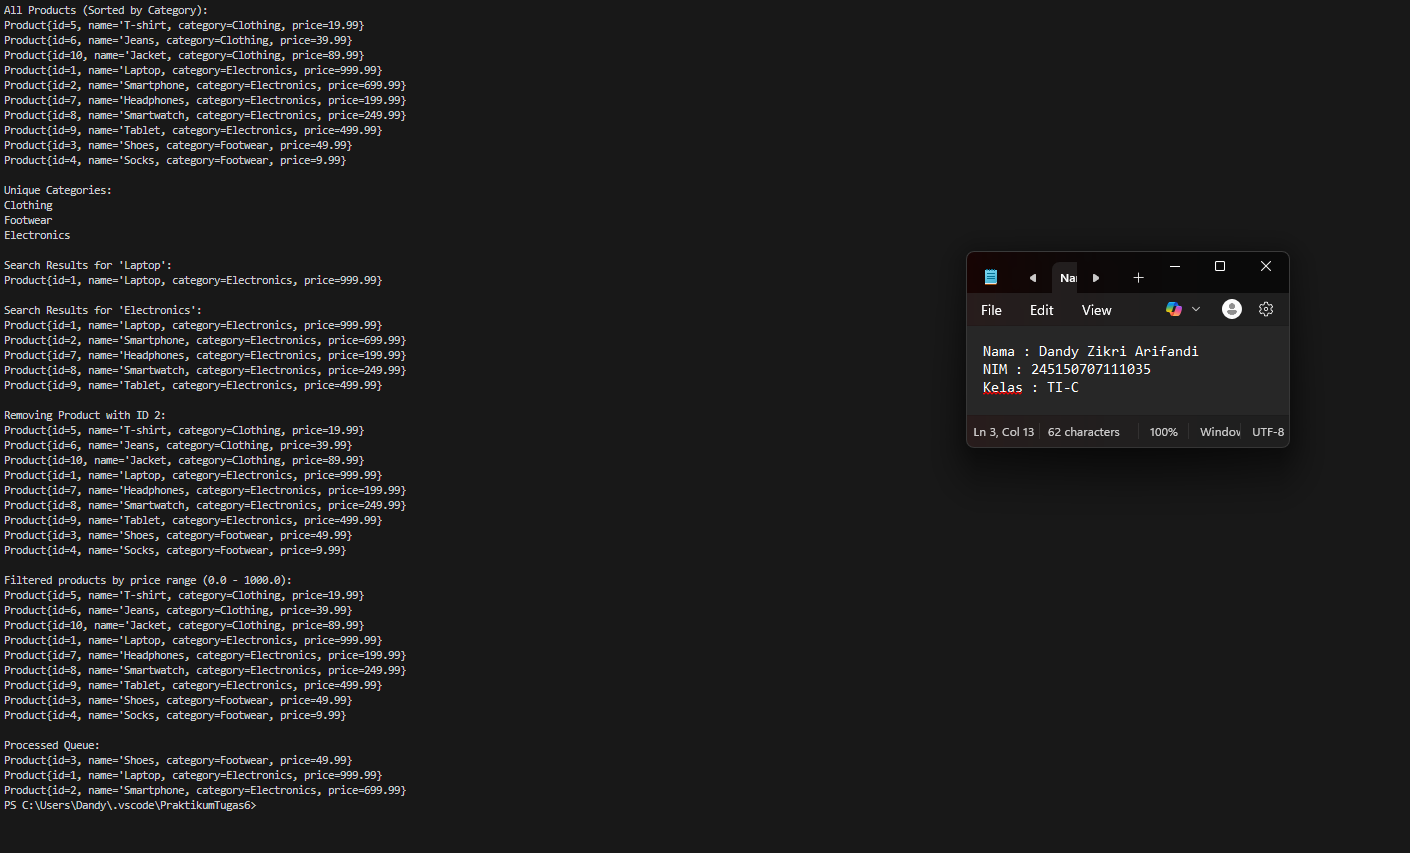 All Products (Sorted by Category):
Product{id=5, name='T-shirt, category=Clothing, price=19.99}
Product{id=6, name='Jeans, category=Clothing, price=39.99}
Product{id=10, name='Jacket, category=Clothing, price=89.99}
Product{id=1, name='Laptop, category=Electronics, price=999.99}
Product{id=2, name='Smartphone, category=Electronics, price=699.99}
Product{id=7, name='Headphones, category=Electronics, price=199.99}
Product{id=8, name='Smartwatch, category=Electronics, price=249.99}
Product{id=9, name='Tablet, category=Electronics, price=499.99}
Product{id=3, name='Shoes, category=Footwear, price=49.99}
Product{id=4, name='Socks, category=Footwear, price=9.99}

Unique Categories:
Clothing
Footwear
Electronics

Search Results for 'Laptop':
Product{id=1, name='Laptop, category=Electronics, price=999.99}

Search Results for 'Electronics':
Product{id=1, name='Laptop, category=Electronics, price=999.99}
Product{id=2, name='Smartphone, category=Electronics, price=699.99}
Product{id=7, name='Headphones, category=Electronics, price=199.99}
Product{id=8, name='Smartwatch, category=Electronics, price=249.99}
Product{id=9, name='Tablet, category=Electronics, price=499.99}

Removing Product with ID 2:
Product{id=5, name='T-shirt, category=Clothing, price=19.99}
Product{id=6, name='Jeans, category=Clothing, price=39.99}
Product{id=10, name='Jacket, category=Clothing, price=89.99}
Product{id=1, name='Laptop, category=Electronics, price=999.99}
Product{id=7, name='Headphones, category=Electronics, price=199.99}
Product{id=8, name='Smartwatch, category=Electronics, price=249.99}
Product{id=9, name='Tablet, category=Electronics, price=499.99}
Product{id=3, name='Shoes, category=Footwear, price=49.99}
Product{id=4, name='Socks, category=Footwear, price=9.99}

Filtered products by price range (0.0 - 1000.0):
Product{id=5, name='T-shirt, category=Clothing, price=19.99}
Product{id=6, name='Jeans, category=Clothing, price=39.99}
Product{id=10, name='Jacket, category=Clothing, price=89.99}
Product{id=1, name='Laptop, category=Electronics, price=999.99}
Product{id=7, name='Headphones, category=Electronics, price=199.99}
Product{id=8, name='Smartwatch, category=Electronics, price=249.99}
Product{id=9, name='Tablet, category=Electronics, price=499.99}
Product{id=3, name='Shoes, category=Footwear, price=49.99}
Product{id=4, name='Socks, category=Footwear, price=9.99}

Processed Queue:
Product{id=3, name='Shoes, category=Footwear, price=49.99}
Product{id=1, name='Laptop, category=Electronics, price=999.99}
Product{id=2, name='Smartphone, category=Electronics, price=699.99}
PS C:\Users\Dandy\.vscode\PraktikumTugas6>

File Edit View
Nama : Dandy Zikri Arifandi
NIM : 245150707111035
Kelas : TI-C
Ln 3, Col 13 62 characters 100% Window UTF-8